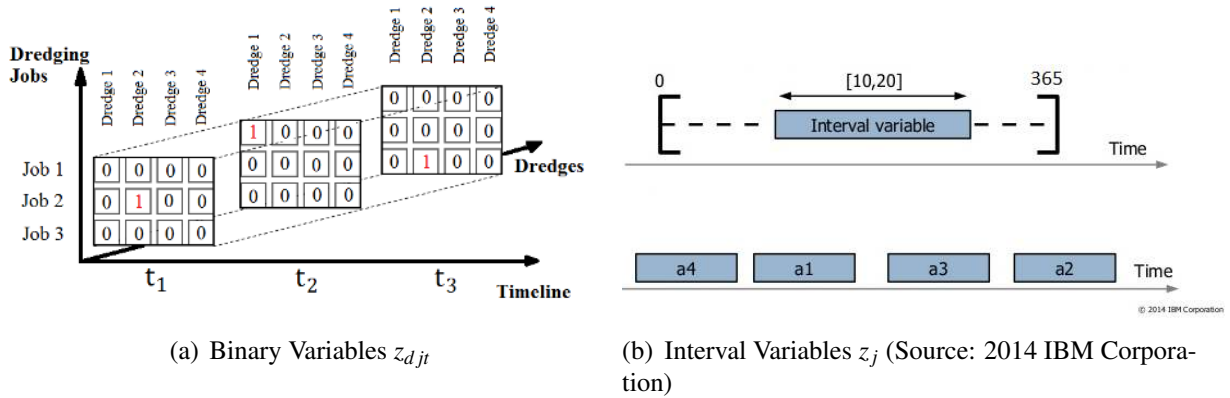 Dredging
Jobs
Dredge 1 Dredge 2 Dredge 3 Dredge 4
Dredge 1 Dredge 2 Dredge 3 Dredge 4
Dredge 1 Dredge 2 Dredge 3 Dredge 4
Job 1 0 0 0 0
Job 2 0 1 0 0
Job 3 0 0 0 0
1 0 0 0
0 0 0 0
0 0 0 0
0 0 0 0
0 0 0 0
0 1 0 0
Dredges
t1 t2 t3
Timeline
(a) Binary Variables z_djt
0 [10,20] 365
Interval variable
Time
a4 a1 a3 a2 Time
© 2014 IBM Corporation
(b) Interval Variables z_j (Source: 2014 IBM Corpora-
tion)